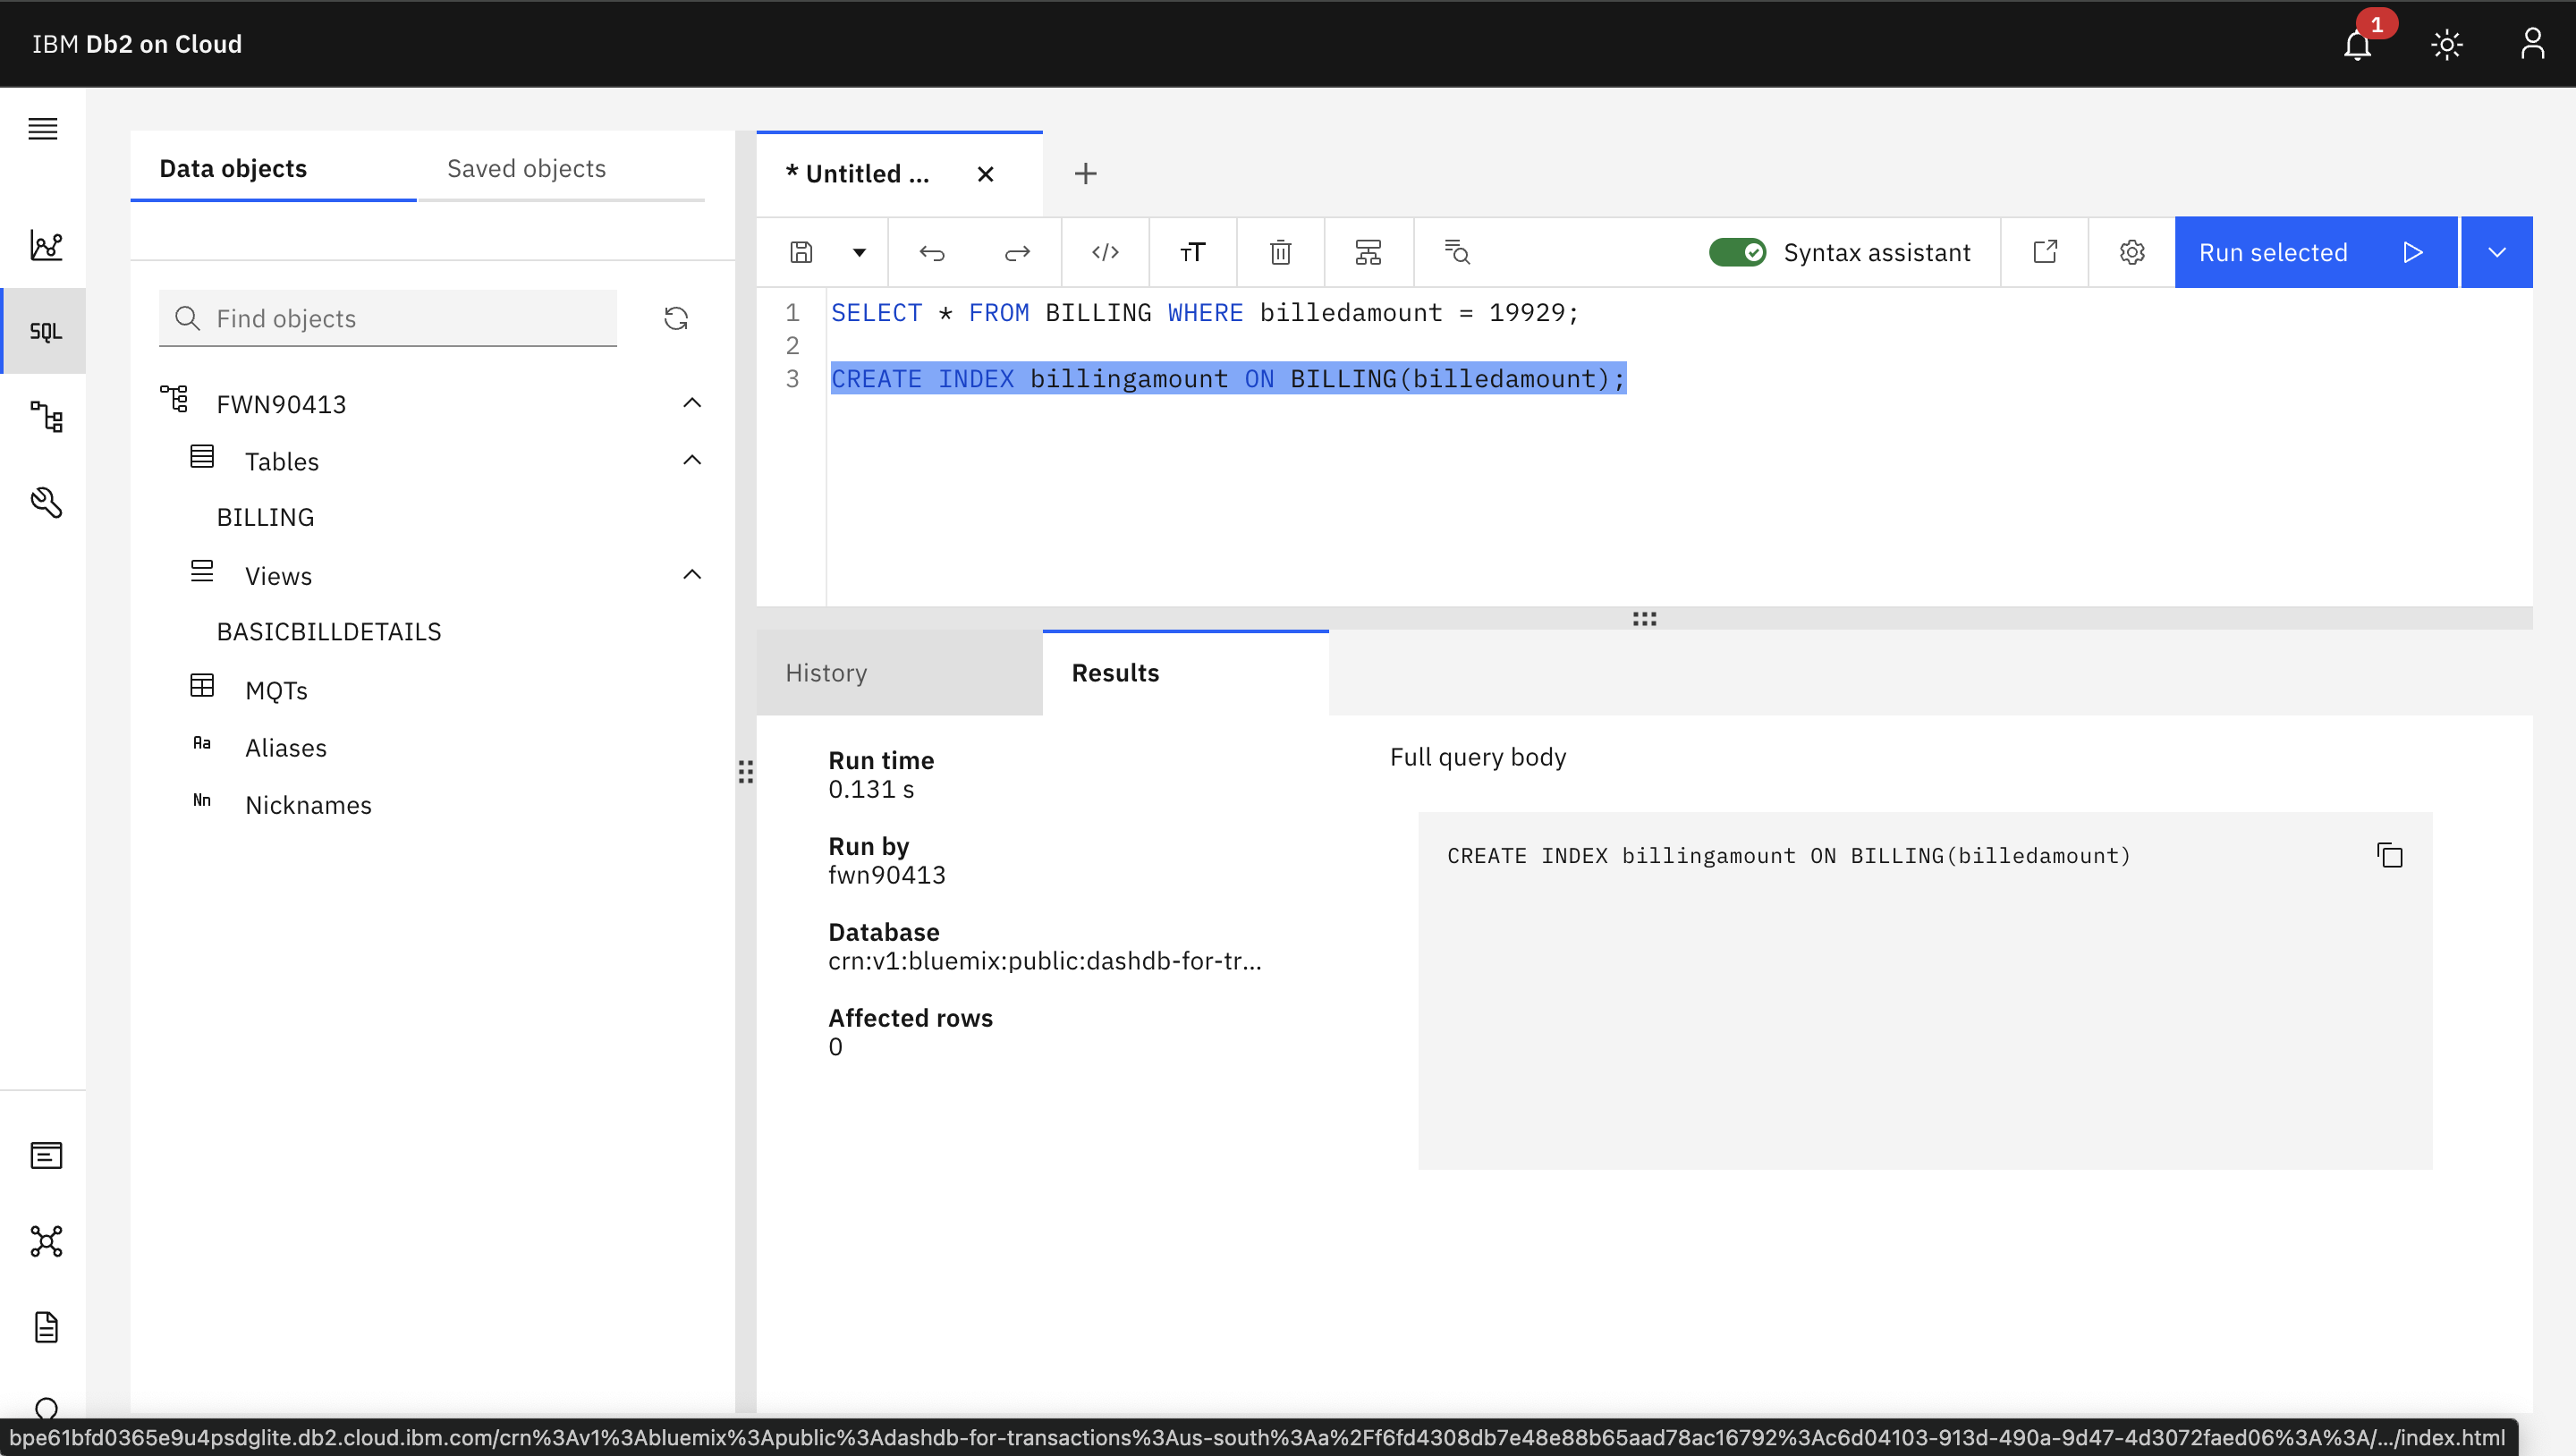 IBM Db2 on Cloud
1
Data objects
Saved objects
* Untitled ...
SQL
Syntax assistant
Run selected
Find objects
1 SELECT * FROM BILLING WHERE billedamount = 19929;
2
3 CREATE INDEX billingamount ON BILLING(billedamount);
FWN90413
Tables
BILLING
Views
BASICBILLDETAILS
MQTs
Aa Aliases
Nn Nicknames
History
Results
Run time
0.131 s
Run by
fwn90413
Database
crn:v1:bluemix:public:dashdb-for-tr...
Affected rows
0
Full query body
CREATE INDEX billingamount ON BILLING(billedamount)
bpe61bfd0365e9u4psdglite.db2.cloud.ibm.com/crn%3Av1%3Abluemix%3Apublic%3Adashdb-for-transactions%3Aus-south%3Aa%2Ff6fd4308db7e48e88b65aad78ac16792%3Ac6d04103-913d-490a-9d47-4d3072faed06%3A%3A/.../index.html